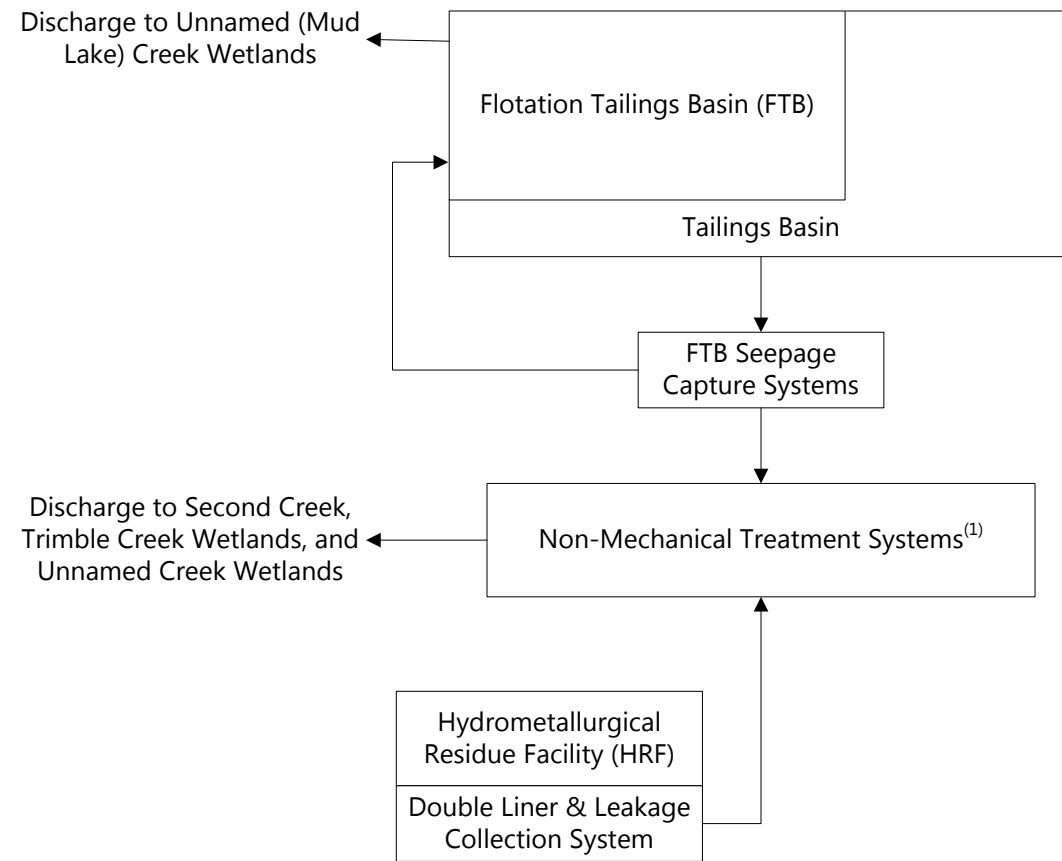 Discharge to Unnamed (Mud
Lake) Creek Wetlands
Flotation Tailings Basin (FTB)
Tailings Basin
FTB Seepage
Capture Systems
Discharge to Second Creek,
Trimble Creek Wetlands, and
Unnamed Creek Wetlands
Non-Mechanical Treatment Systems(1)
Hydrometallurgical
Residue Facility (HRF)
Double Liner & Leakage
Collection System